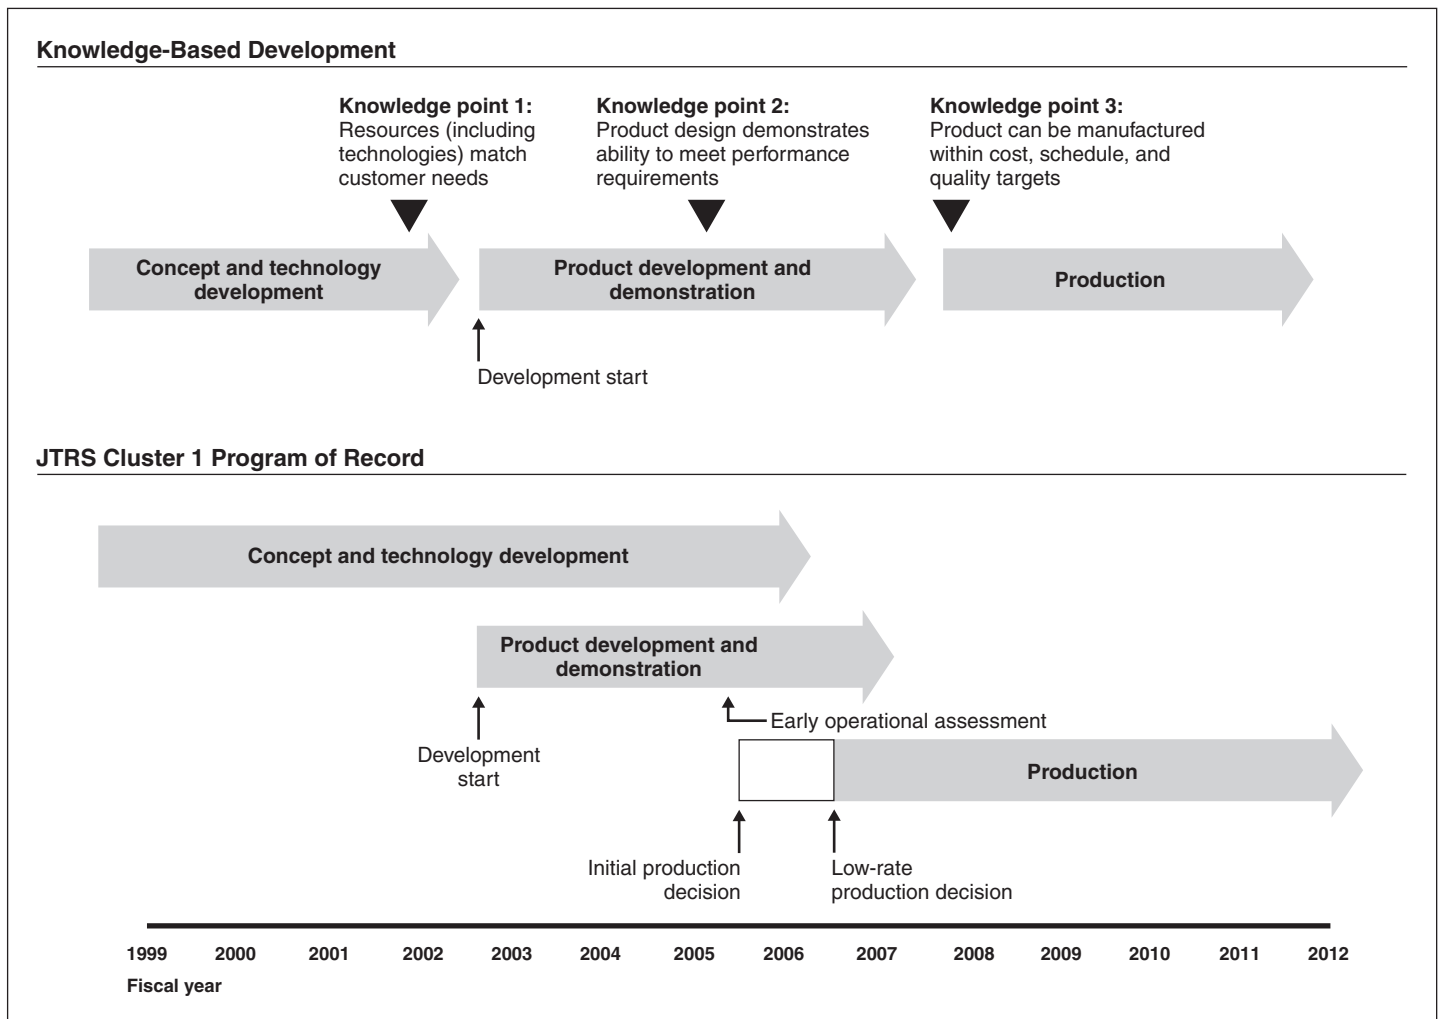 Knowledge-Based Development
Knowledge point 1:
Resources (including
technologies) match
customer needs
Knowledge point 2:
Product design demonstrates
ability to meet performance
requirements
Knowledge point 3:
Product can be manufactured
within cost, schedule, and
quality targets
Concept and technology
development
Product development and
demonstration
Production
Development start
JTRS Cluster 1 Program of Record
Concept and technology development
Product development and
demonstration
Early operational assessment
Development
start
Production
Initial production
decision
Low-rate
production decision
1999 2000 2001 2002 2003 2004 2005 2006 2007 2008 2009 2010 2011 2012
Fiscal year